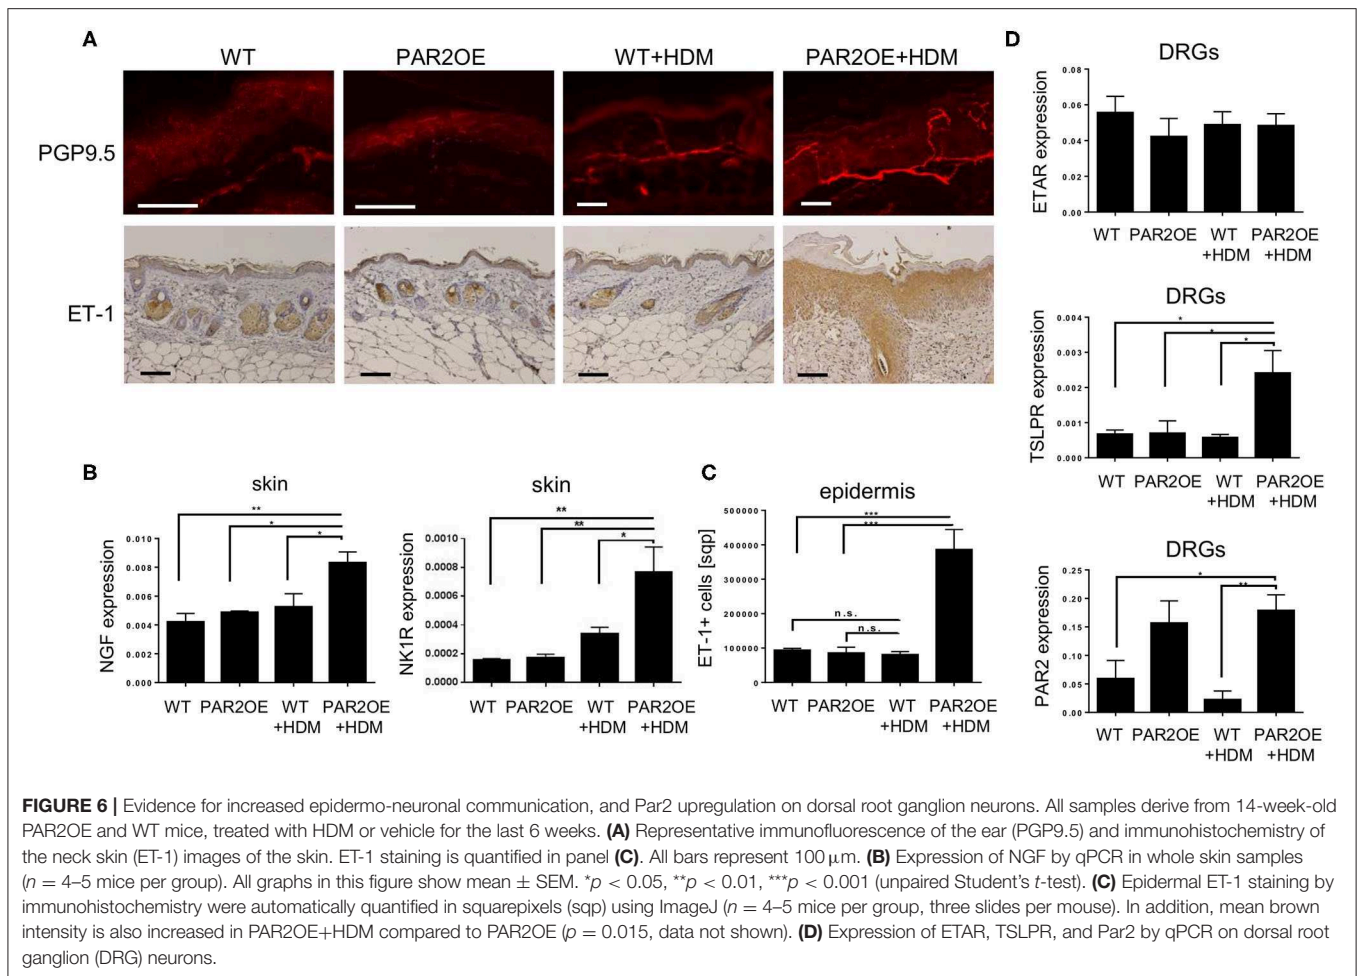 A
WT
PAR2OE
WT+HDM
PAR2OE+HDM
PGP9.5
ET-1
B
skin
NGF expression
0.010
0.008
0.006
0.004
0.002
0.000
**
*
*
WT
PAR2OE
WT
+HDM
PAR2OE
+HDM
skin
NK1R expression
0.0010
0.0008
0.0006
0.0004
0.0002
0.0000
**
**
*
WT
PAR2OE
WT
+HDM
PAR2OE
+HDM
C
epidermis
ET-1+ cells [sqp]
500000
400000
300000
200000
100000
0
***
***
n.s.
n.s.
WT
PAR2OE
WT
+HDM
PAR2OE
+HDM
D
DRGs
ETAR expression
0.08
0.06
0.04
0.02
0.00
WT
PAR2OE
WT
+HDM
PAR2OE
+HDM
DRGs
TSLPR expression
0.004
0.003
0.002
0.001
0.000
*
*
*
WT
PAR2OE
WT
+HDM
PAR2OE
+HDM
DRGs
PAR2 expression
0.25
0.20
0.15
0.10
0.05
0.00
*
**
WT
PAR2OE
WT
+HDM
PAR2OE
+HDM
FIGURE 6 | Evidence for increased epidermo-neuronal communication, and Par2 upregulation on dorsal root ganglion neurons. All samples derive from 14-week-old
PAR2OE and WT mice, treated with HDM or vehicle for the last 6 weeks. (A) Representative immunofluorescence of the ear (PGP9.5) and immunohistochemistry of
the neck skin (ET-1) images of the skin. ET-1 staining is quantified in panel (C). All bars represent 100 μm. (B) Expression of NGF by qPCR in whole skin samples
(n = 4–5 mice per group). All graphs in this figure show mean ± SEM. *p < 0.05, **p < 0.01, ***p < 0.001 (unpaired Student's t-test). (C) Epidermal ET-1 staining by
immunohistochemistry were automatically quantified in squarepixels (sqp) using ImageJ (n = 4–5 mice per group, three slides per mouse). In addition, mean brown
intensity is also increased in PAR2OE+HDM compared to PAR2OE (p = 0.015, data not shown). (D) Expression of ETAR, TSLPR, and Par2 by qPCR on dorsal root
ganglion (DRG) neurons.